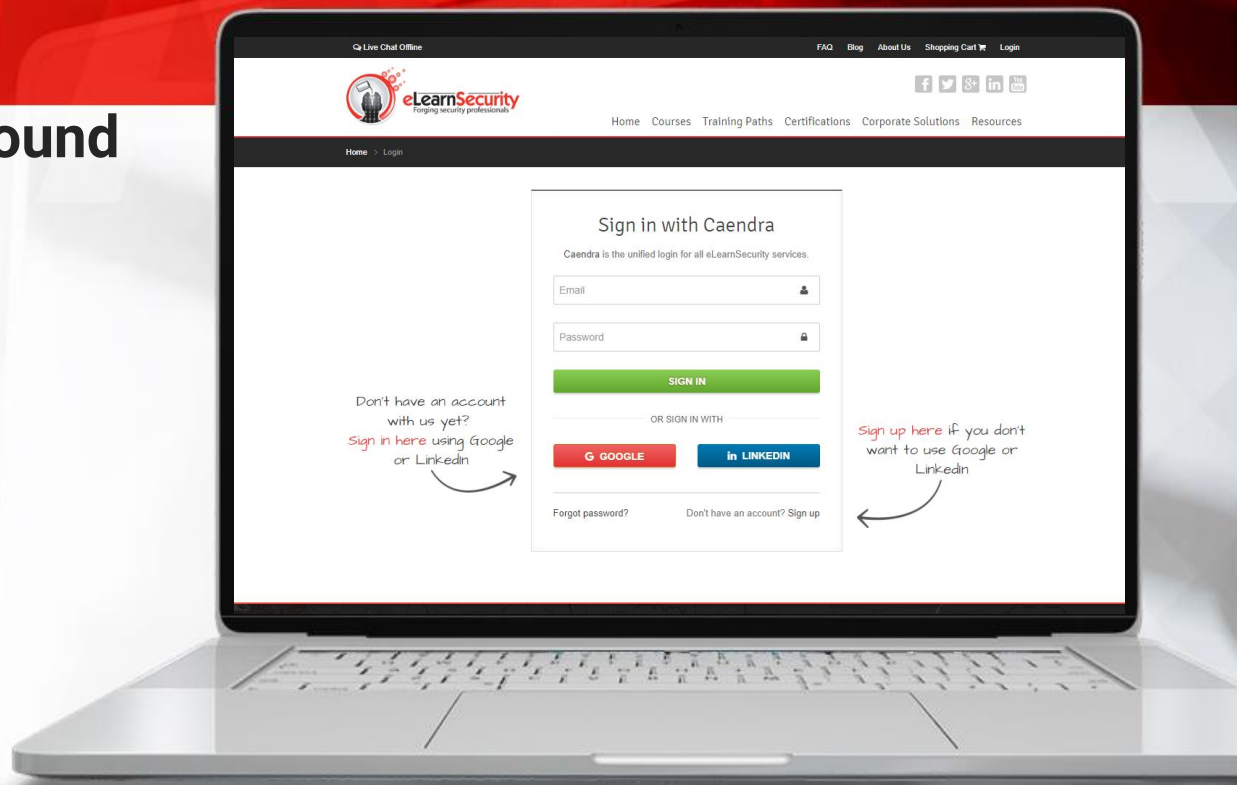 ound
Live Chat Offline
FAQ Blog About Us Shopping Cart Login
eLearnSecurity
Forging security professionals
Home Courses Training Paths Certifications Corporate Solutions Resources
Home > Login
Sign in with Caendra
Caendra is the unified login for all eLearnSecurity services.
Email
Password
SIGN IN
OR SIGN IN WITH
G GOOGLE
in LINKEDIN
Forgot password?
Don't have an account? Sign up
Don't have an account
with us yet?
Sign in here using Google
or LinkedIn
Sign up here if you don't
want to use Google or
LinkedIn